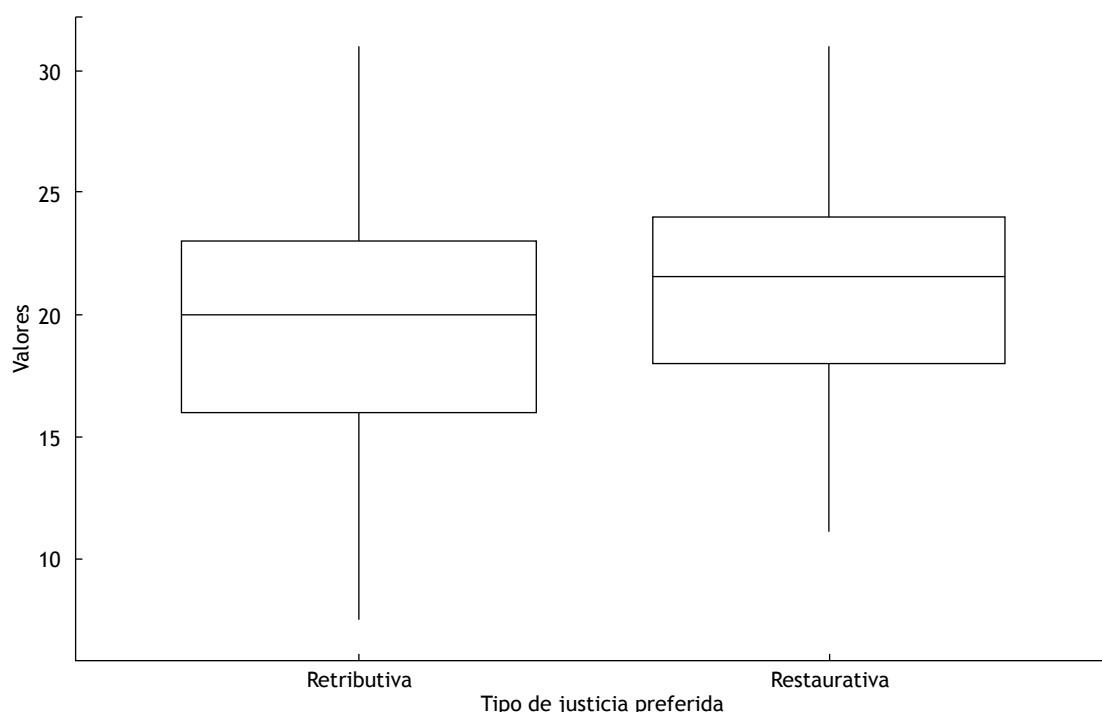 30
25
20
15
10
Valores
Retributiva
Restaurativa
Tipo de justicia preferida